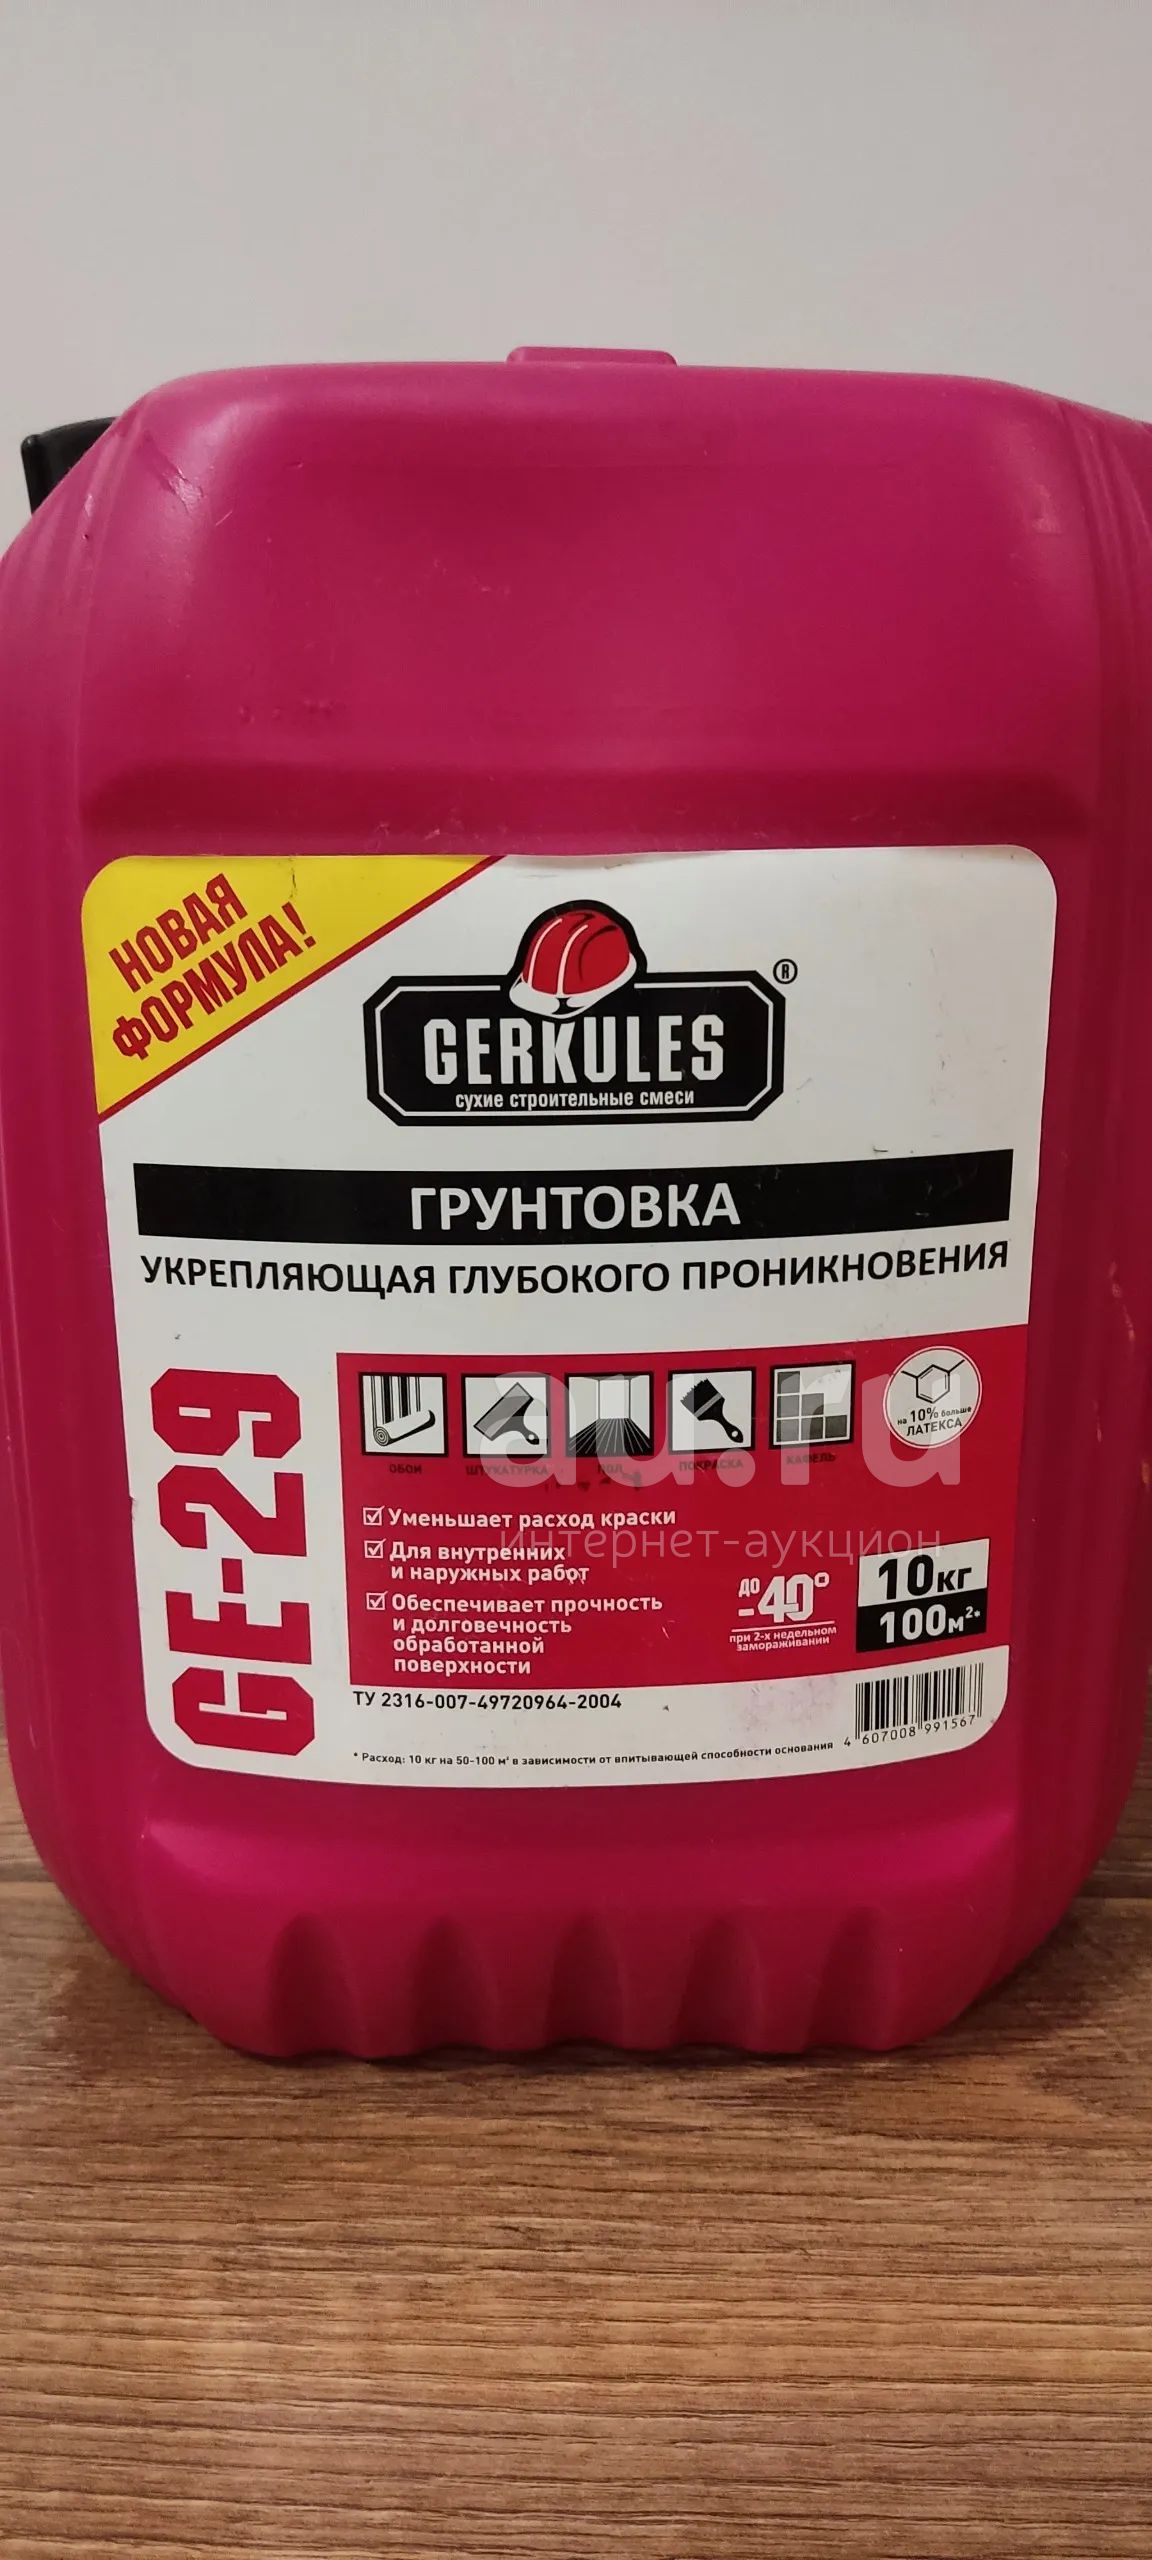 НОВАЯ
ФОРМУЛА!
GERKULES
®
сухие строительные смеси
ГРУНТОВКА
УКРЕПЛЯЮЩАЯ ГЛУБОКОГО ПРОНИКНОВЕНИЯ
GE-29
ОБОИ
ШТУКАТУРКА
ПОЛ
ПОКРАСКА
КАФЕЛЬ
на 10% больше
ЛАТЕКСА
au.ru
интернет-аукцион
Уменьшает расход краски
Для внутренних
и наружных работ
Обеспечивает прочность
и долговечность
обработанной
поверхности
ДО
-40°
при 2-х недельном
замораживании
10кг
100м²*
ТУ 2316-007-49720964-2004
4 607008 991567
* Расход: 10 кг на 50-100 м² в зависимости от впитывающей способности основания